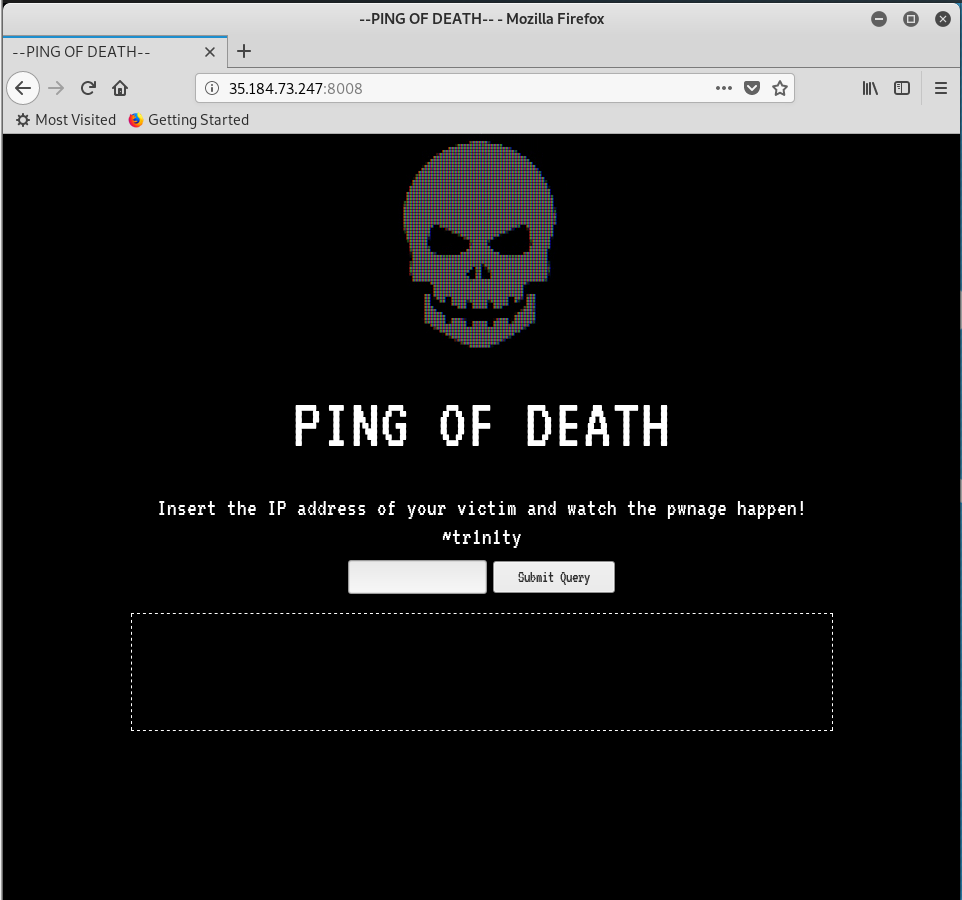 --PING OF DEATH-- - Mozilla Firefox
--PING OF DEATH--
35.184.73.247:8008
Most Visited Getting Started
PING OF DEATH
Insert the IP address of your victim and watch the pwnage happen!
~tr1n1ty
Submit Query